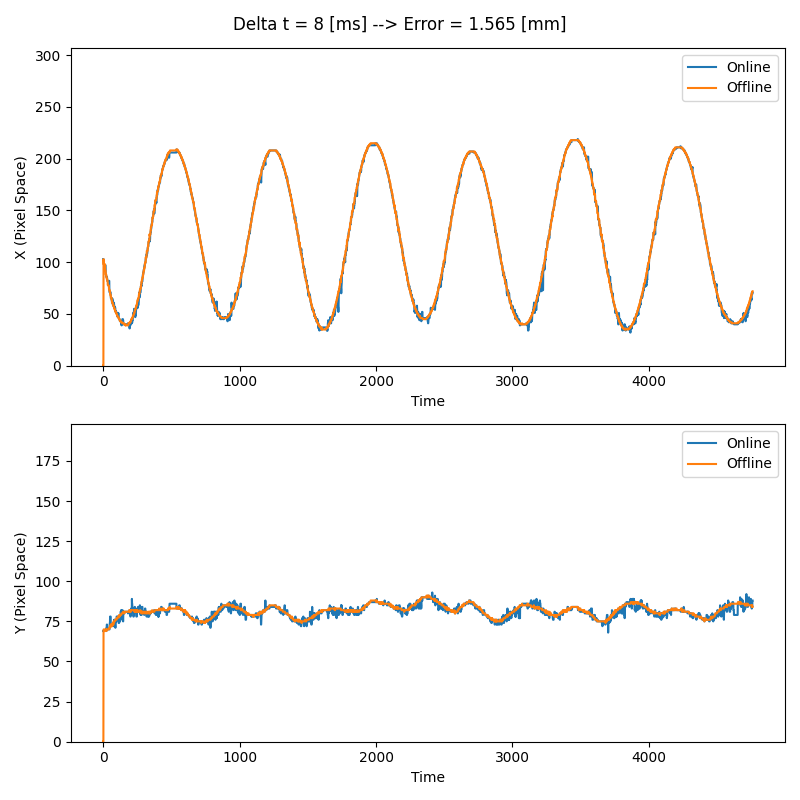 Delta t = 8 [ms] --> Error = 1.565 [mm]
300
250
200
150
100
50
0
X (Pixel Space)
Online
Offline
0
1000
2000
3000
4000
Time
175
150
125
100
75
50
25
0
Y (Pixel Space)
Online
Offline
0
1000
2000
3000
4000
Time